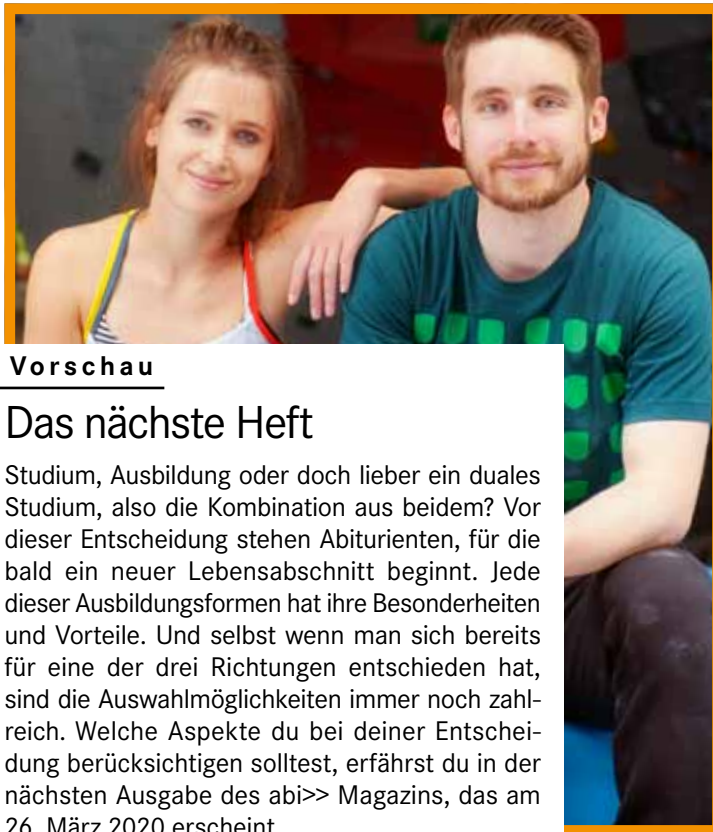 Vorschau
Das nächste Heft
Studium, Ausbildung oder doch lieber ein duales
Studium, also die Kombination aus beidem? Vor
dieser Entscheidung stehen Abiturienten, für die
bald ein neuer Lebensabschnitt beginnt. Jede
dieser Ausbildungsformen hat ihre Besonderheiten
und Vorteile. Und selbst wenn man sich bereits
für eine der drei Richtungen entschieden hat,
sind die Auswahlmöglichkeiten immer noch zahl-
reich. Welche Aspekte du bei deiner Entschei-
dung berücksichtigen solltest, erfährst du in der
nächsten Ausgabe des abi>> Magazins, das am
26. März 2020 erscheint